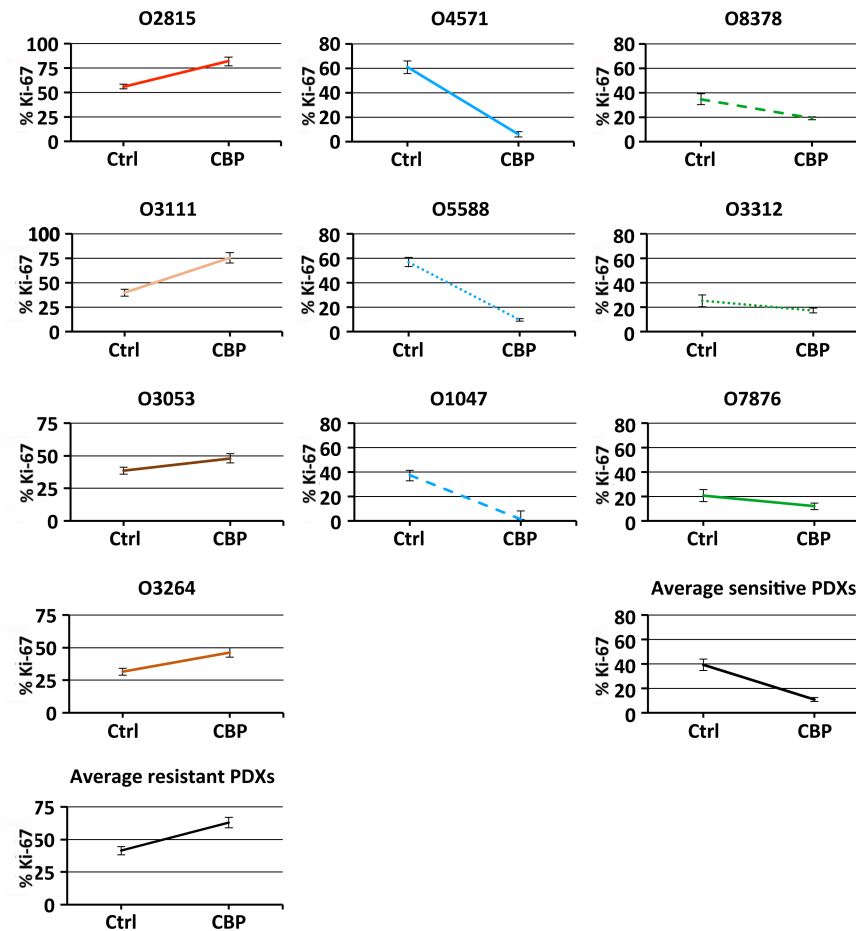 O2815
% Ki-67
100
75
50
25
0
Ctrl CBP
O4571
% Ki-67
80
60
40
20
0
Ctrl CBP
O8378
% Ki-67
80
60
40
20
0
Ctrl CBP
O3111
% Ki-67
100
75
50
25
0
Ctrl CBP
O5588
% Ki-67
80
60
40
20
0
Ctrl CBP
O3312
% Ki-67
80
60
40
20
0
Ctrl CBP
O3053
% Ki-67
75
50
25
0
Ctrl CBP
O1047
% Ki-67
80
60
40
20
0
Ctrl CBP
O7876
% Ki-67
80
60
40
20
0
Ctrl CBP
O3264
% Ki-67
75
50
25
0
Ctrl CBP
Average sensitive PDXs
% Ki-67
80
60
40
20
0
Ctrl CBP
Average resistant PDXs
% Ki-67
75
50
25
0
Ctrl CBP